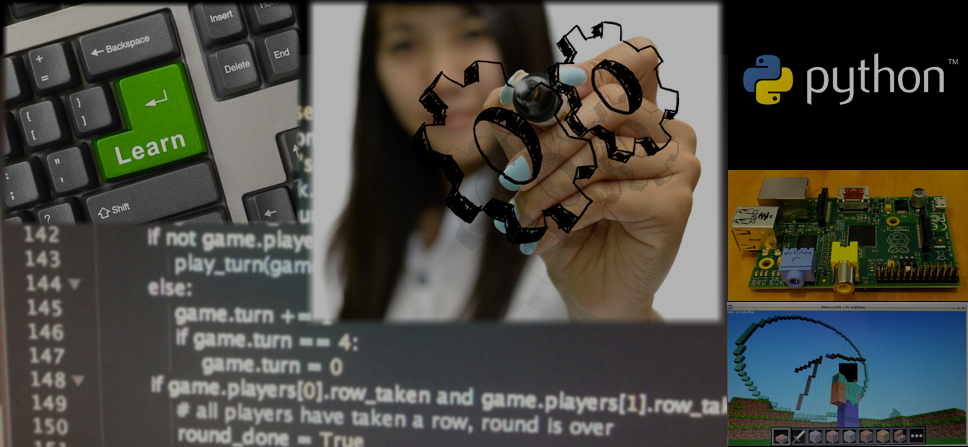 Insert
Home
← Backspace
Delete
End
+
=
}
]
{
[
Learn
"
'
:
;
?
⇧ Shift
python™
142
if not game.playe
143
play_turn(gam
144
else:
145
game.turn +=
146
if game.turn == 4:
147
game.turn = 0
148
if game.players[0].row_taken and game.players[1].row_tak
149
# all players have taken a row, round is over
150
round_done = True